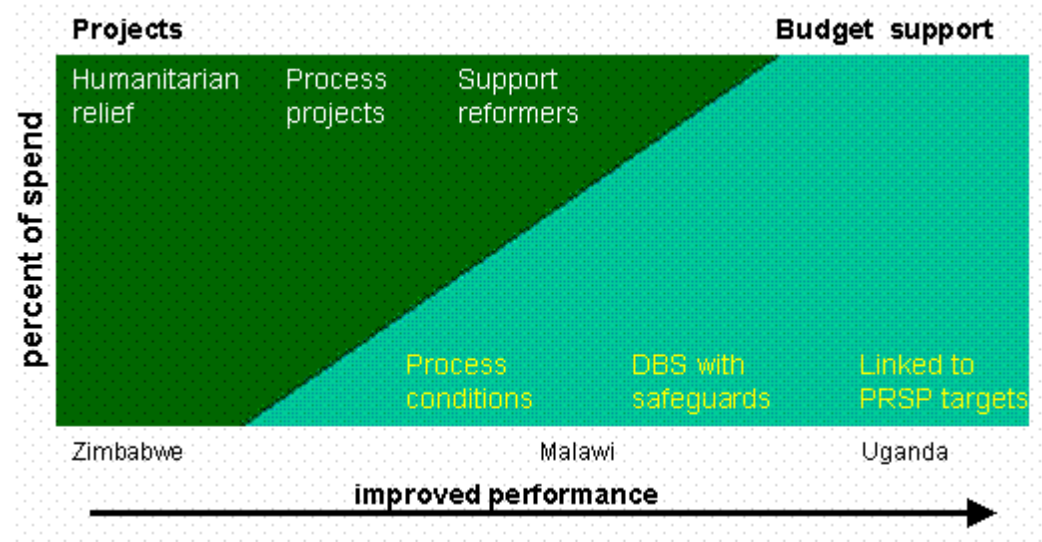 Projects
Budget support
Humanitarian
relief
Process
projects
Support
reformers
percent of spend
Process
conditions
DBS with
safeguards
Linked to
PRSP targets
Zimbabwe
Malawi
Uganda
improved performance